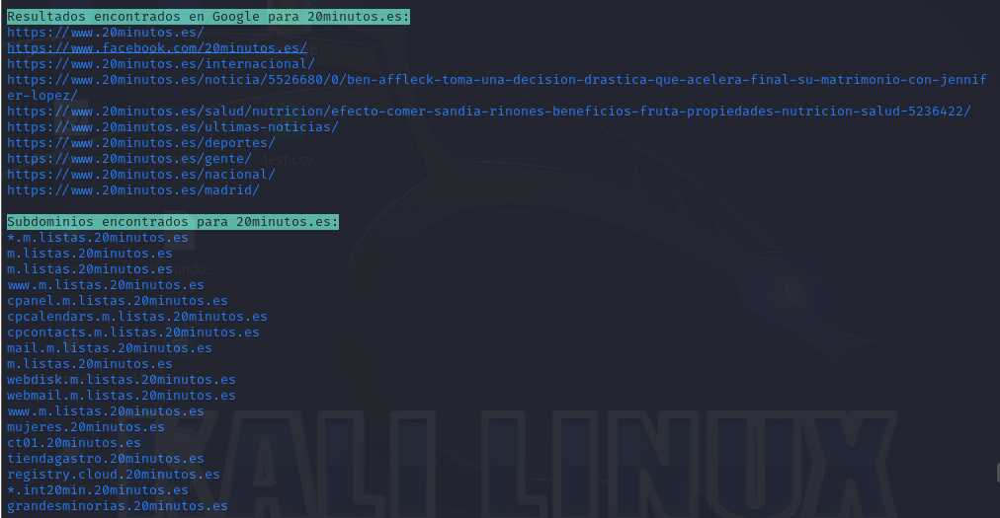 Resultados encontrados en Google para 20minutos.es:
https://www.20minutos.es/
https://www.facebook.com/20minutos.es/
https://www.20minutos.es/internacional/
https://www.20minutos.es/noticia/5526680/0/ben-affleck-toma-una-decision-drastica-que-acelera-final-su-matrimonio-con-jennif
er-lopez/
https://www.20minutos.es/salud/nutricion/efecto-comer-sandia-rinones-beneficios-fruta-propiedades-nutricion-salud-5236422/
https://www.20minutos.es/ultimas-noticias/
https://www.20minutos.es/deportes/
https://www.20minutos.es/gente/
test.csv
https://www.20minutos.es/nacional/
https://www.20minutos.es/madrid/
Subdominios encontrados para 20minutos.es:
*.m.listas.20minutos.es
m.listas.20minutos.es
m.listas.20minutos.es
www.m.listas.20minutos.es
cpanel.m.listas.20minutos.es
cpcalendars.m.listas.20minutos.es
cpcontacts.m.listas.20minutos.es
mail.m.listas.20minutos.es
m.listas.20minutos.es
webdisk.m.listas.20minutos.es
webmail.m.listas.20minutos.es
www.m.listas.20minutos.es
mujeres.20minutos.es
ct01.20minutos.es
tiendagastro.20minutos.es
registry.cloud.20minutos.es
*.int20min.20minutos.es
grandesminorias.20minutos.es
KALI LINUX